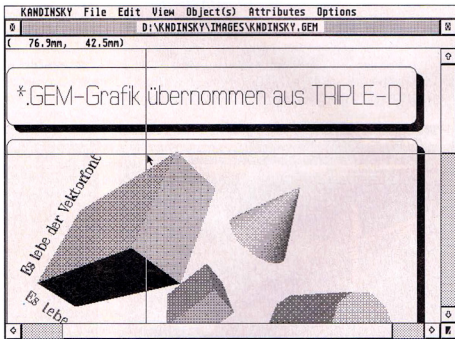 KANDINSKY File Edit View Object(s) Attributes Options
D:\KNDINSKY\IMAGES\KNDINSKY.GEM
( 76.9mm, 42.5mm)
*.GEM-Grafik übernommen aus TRIPLE-D
Es lebe der Vektorfont
Es lebe